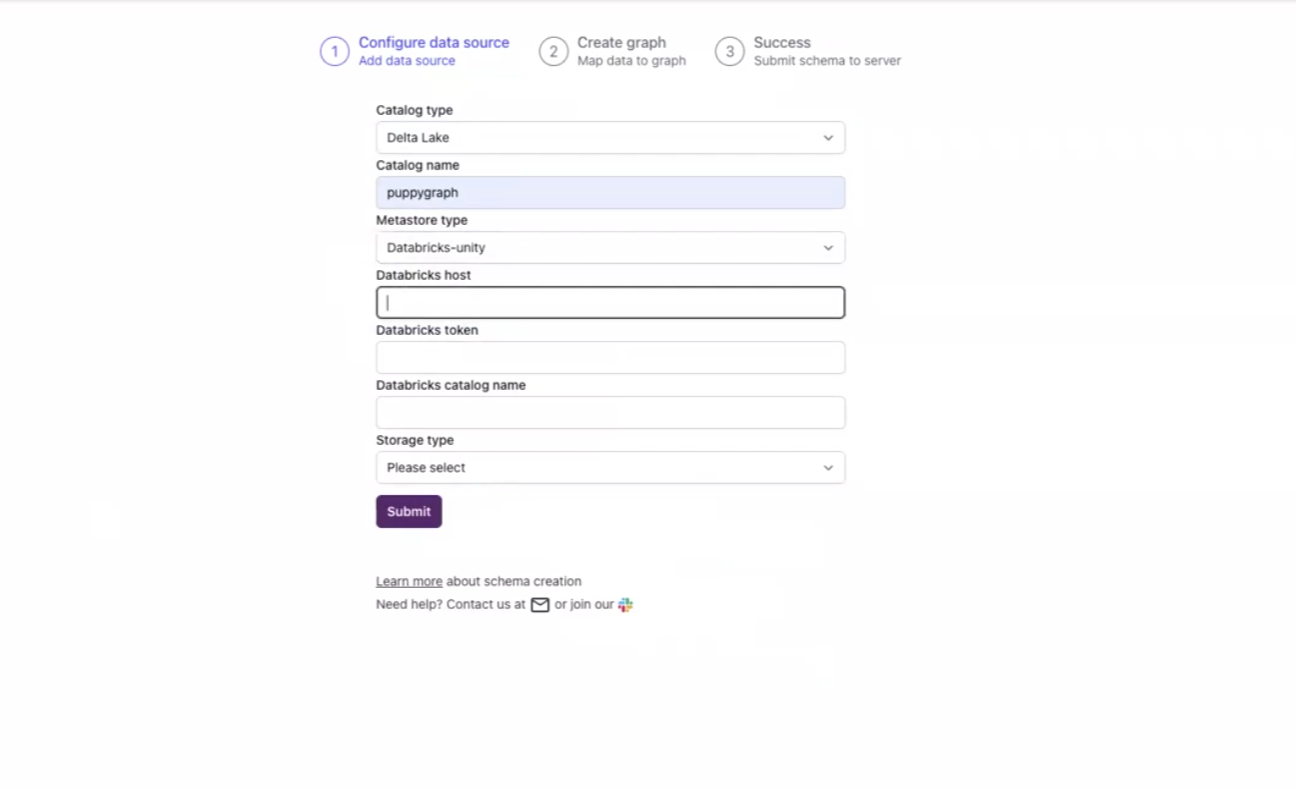 1 Configure data source
Add data source
2 Create graph
Map data to graph
3 Success
Submit schema to server
Catalog type
Delta Lake
Catalog name
puppygraph
Metastore type
Databricks-unity
Databricks host
Databricks token
Databricks catalog name
Storage type
Please select
Submit
Learn more about schema creation
Need help? Contact us at or join our